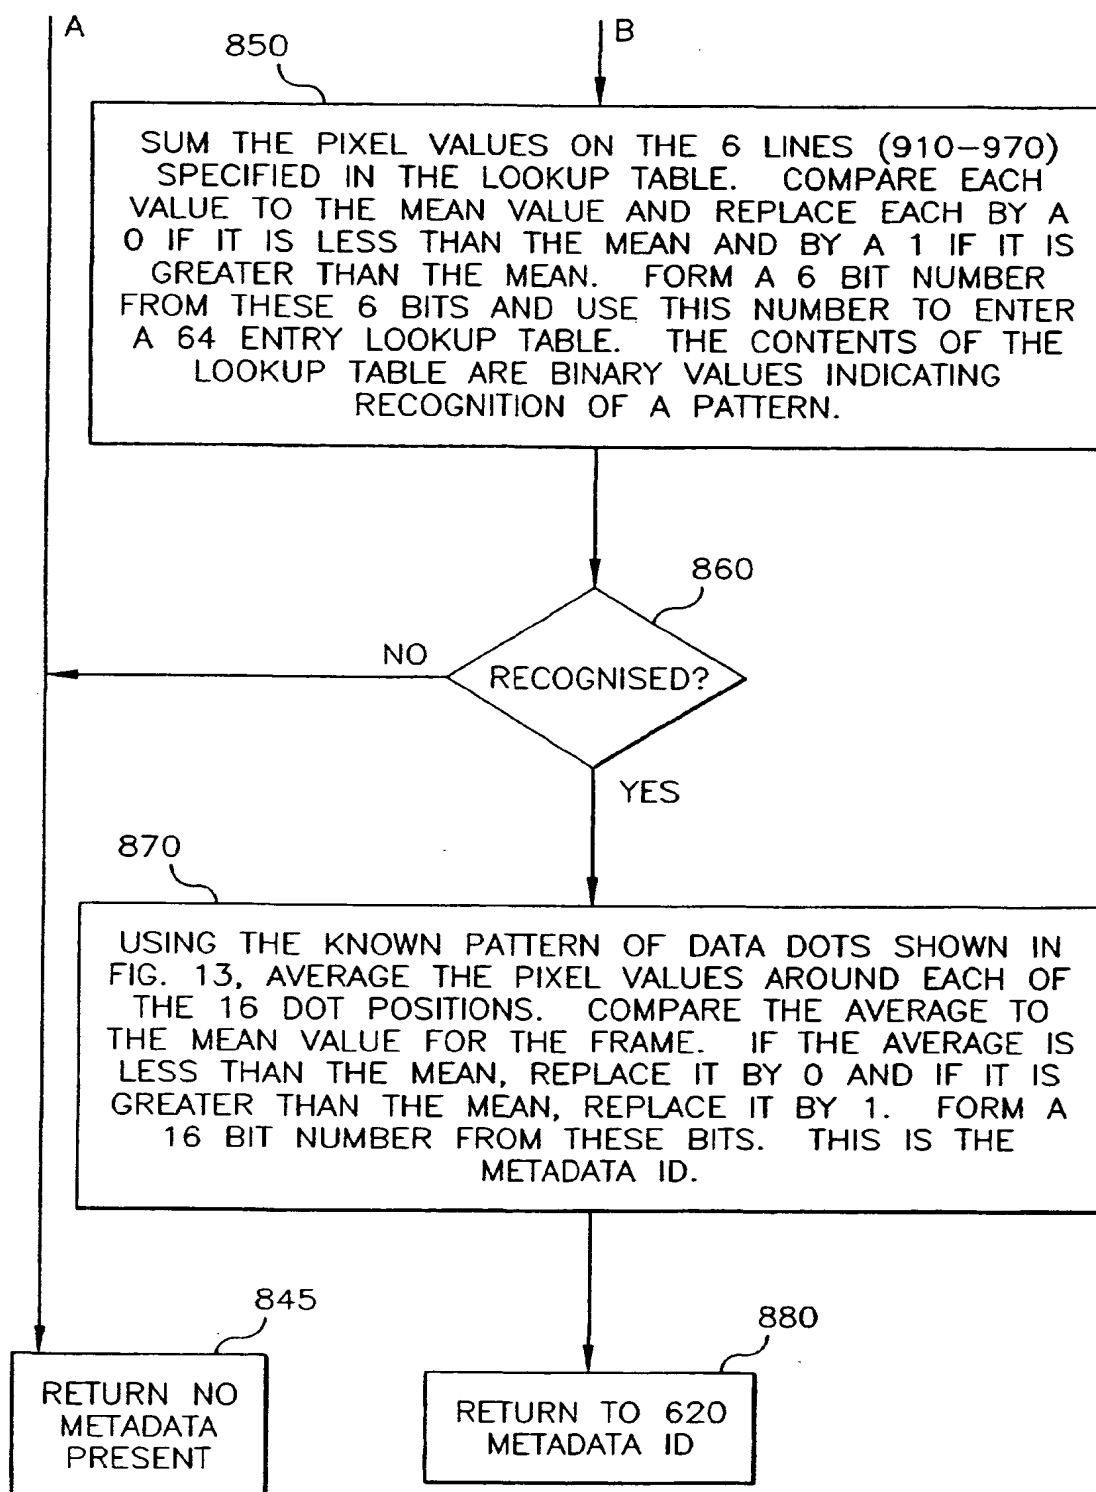 A
B
850
SUM THE PIXEL VALUES ON THE 6 LINES (910-970)
SPECIFIED IN THE LOOKUP TABLE. COMPARE EACH
VALUE TO THE MEAN VALUE AND REPLACE EACH BY A
0 IF IT IS LESS THAN THE MEAN AND BY A 1 IF IT IS
GREATER THAN THE MEAN. FORM A 6 BIT NUMBER
FROM THESE 6 BITS AND USE THIS NUMBER TO ENTER
A 64 ENTRY LOOKUP TABLE. THE CONTENTS OF THE
LOOKUP TABLE ARE BINARY VALUES INDICATING
RECOGNITION OF A PATTERN.
860
NO
RECOGNISED?
YES
870
USING THE KNOWN PATTERN OF DATA DOTS SHOWN IN
FIG. 13, AVERAGE THE PIXEL VALUES AROUND EACH OF
THE 16 DOT POSITIONS. COMPARE THE AVERAGE TO
THE MEAN VALUE FOR THE FRAME. IF THE AVERAGE IS
LESS THAN THE MEAN, REPLACE IT BY 0 AND IF IT IS
GREATER THAN THE MEAN, REPLACE IT BY 1. FORM A
16 BIT NUMBER FROM THESE BITS. THIS IS THE
METADATA ID.
845
RETURN NO
METADATA
PRESENT
880
RETURN TO 620
METADATA ID